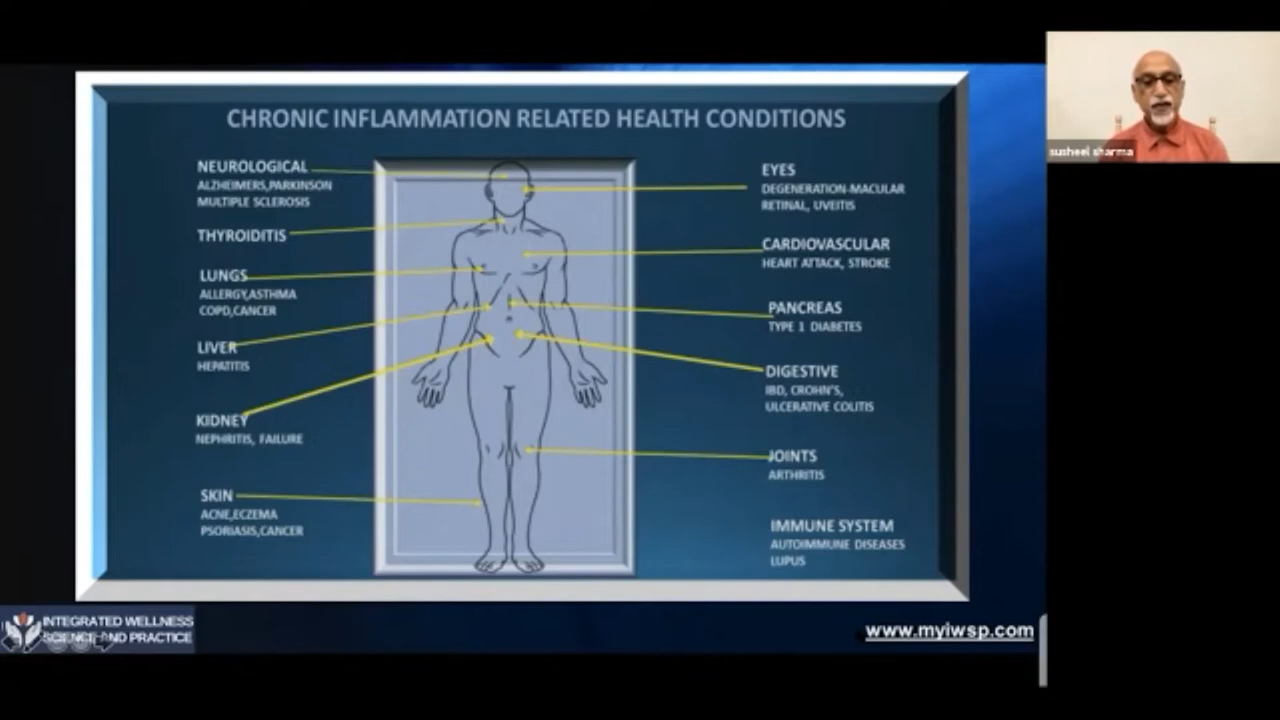 CHRONIC INFLAMMATION RELATED HEALTH CONDITIONS
NEUROLOGICAL
ALZHEIMERS,PARKINSON
MULTIPLE SCLEROSIS
THYROIDITIS
LUNGS
ALLERGY,ASTHMA
COPD,CANCER
LIVER
HEPATITIS
KIDNEY
NEPHRITIS, FAILURE
SKIN
ACNE,ECZEMA
PSORIASIS,CANCER
EYES
DEGENERATION-MACULAR
RETINAL, UVEITIS
CARDIOVASCULAR
HEART ATTACK, STROKE
PANCREAS
TYPE 1 DIABETES
DIGESTIVE
IBD, CROHN'S,
ULCERATIVE COLITIS
JOINTS
ARTHRITIS
IMMUNE SYSTEM
AUTOIMMUNE DISEASES
LUPUS
INTEGRATED WELLNESS
SCIENCE AND PRACTICE
www.myiwsp.com
susheel sharma